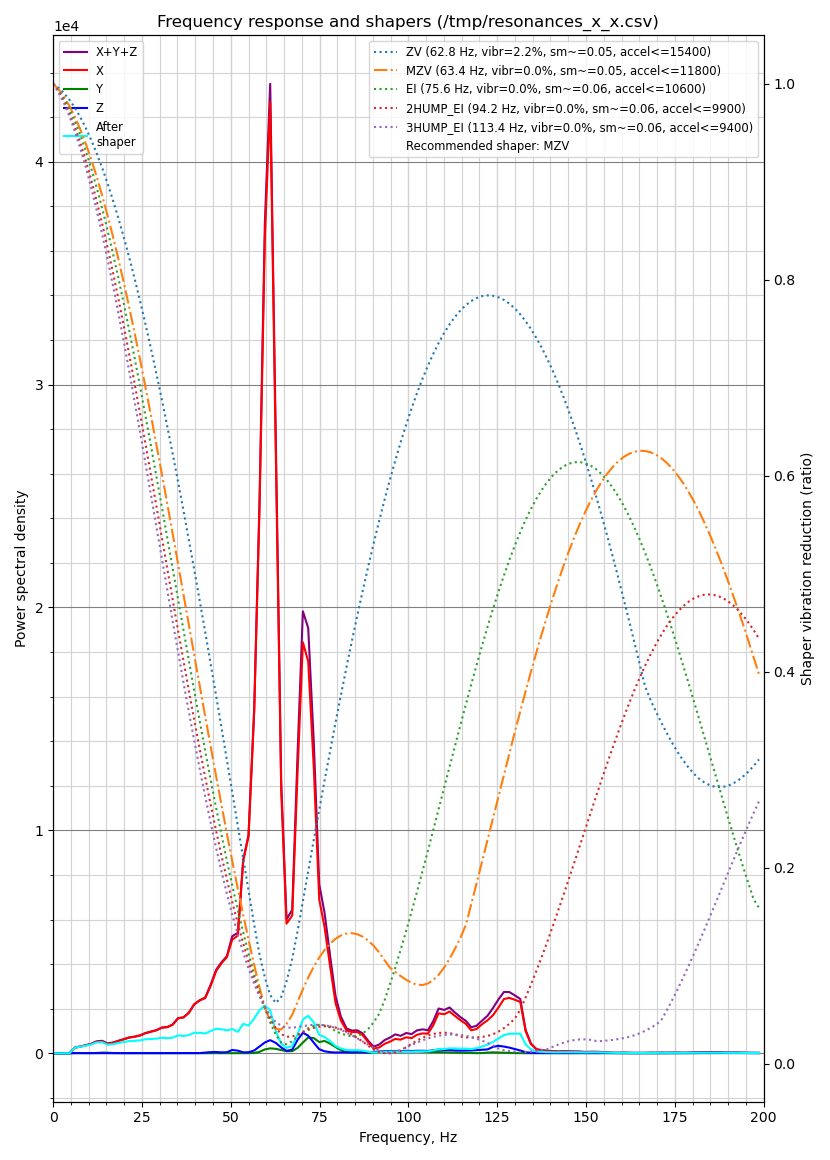 Frequency response and shapers (/tmp/resonances_x_x.csv)
1e4
X+Y+Z
X
Y
Z
After
shaper
ZV (62.8 Hz, vibr=2.2%, sm~=0.05, accel<=15400)
MZV (63.4 Hz, vibr=0.0%, sm~=0.05, accel<=11800)
EI (75.6 Hz, vibr=0.0%, sm~=0.06, accel<=10600)
2HUMP_EI (94.2 Hz, vibr=0.0%, sm~=0.06, accel<=9900)
3HUMP_EI (113.4 Hz, vibr=0.0%, sm~=0.06, accel<=9400)
Recommended shaper: MZV
4
3
2
1
0
Power spectral density
1.0
0.8
0.6
0.4
0.2
0.0
Shaper vibration reduction (ratio)
0 25 50 75 100 125 150 175 200
Frequency, Hz